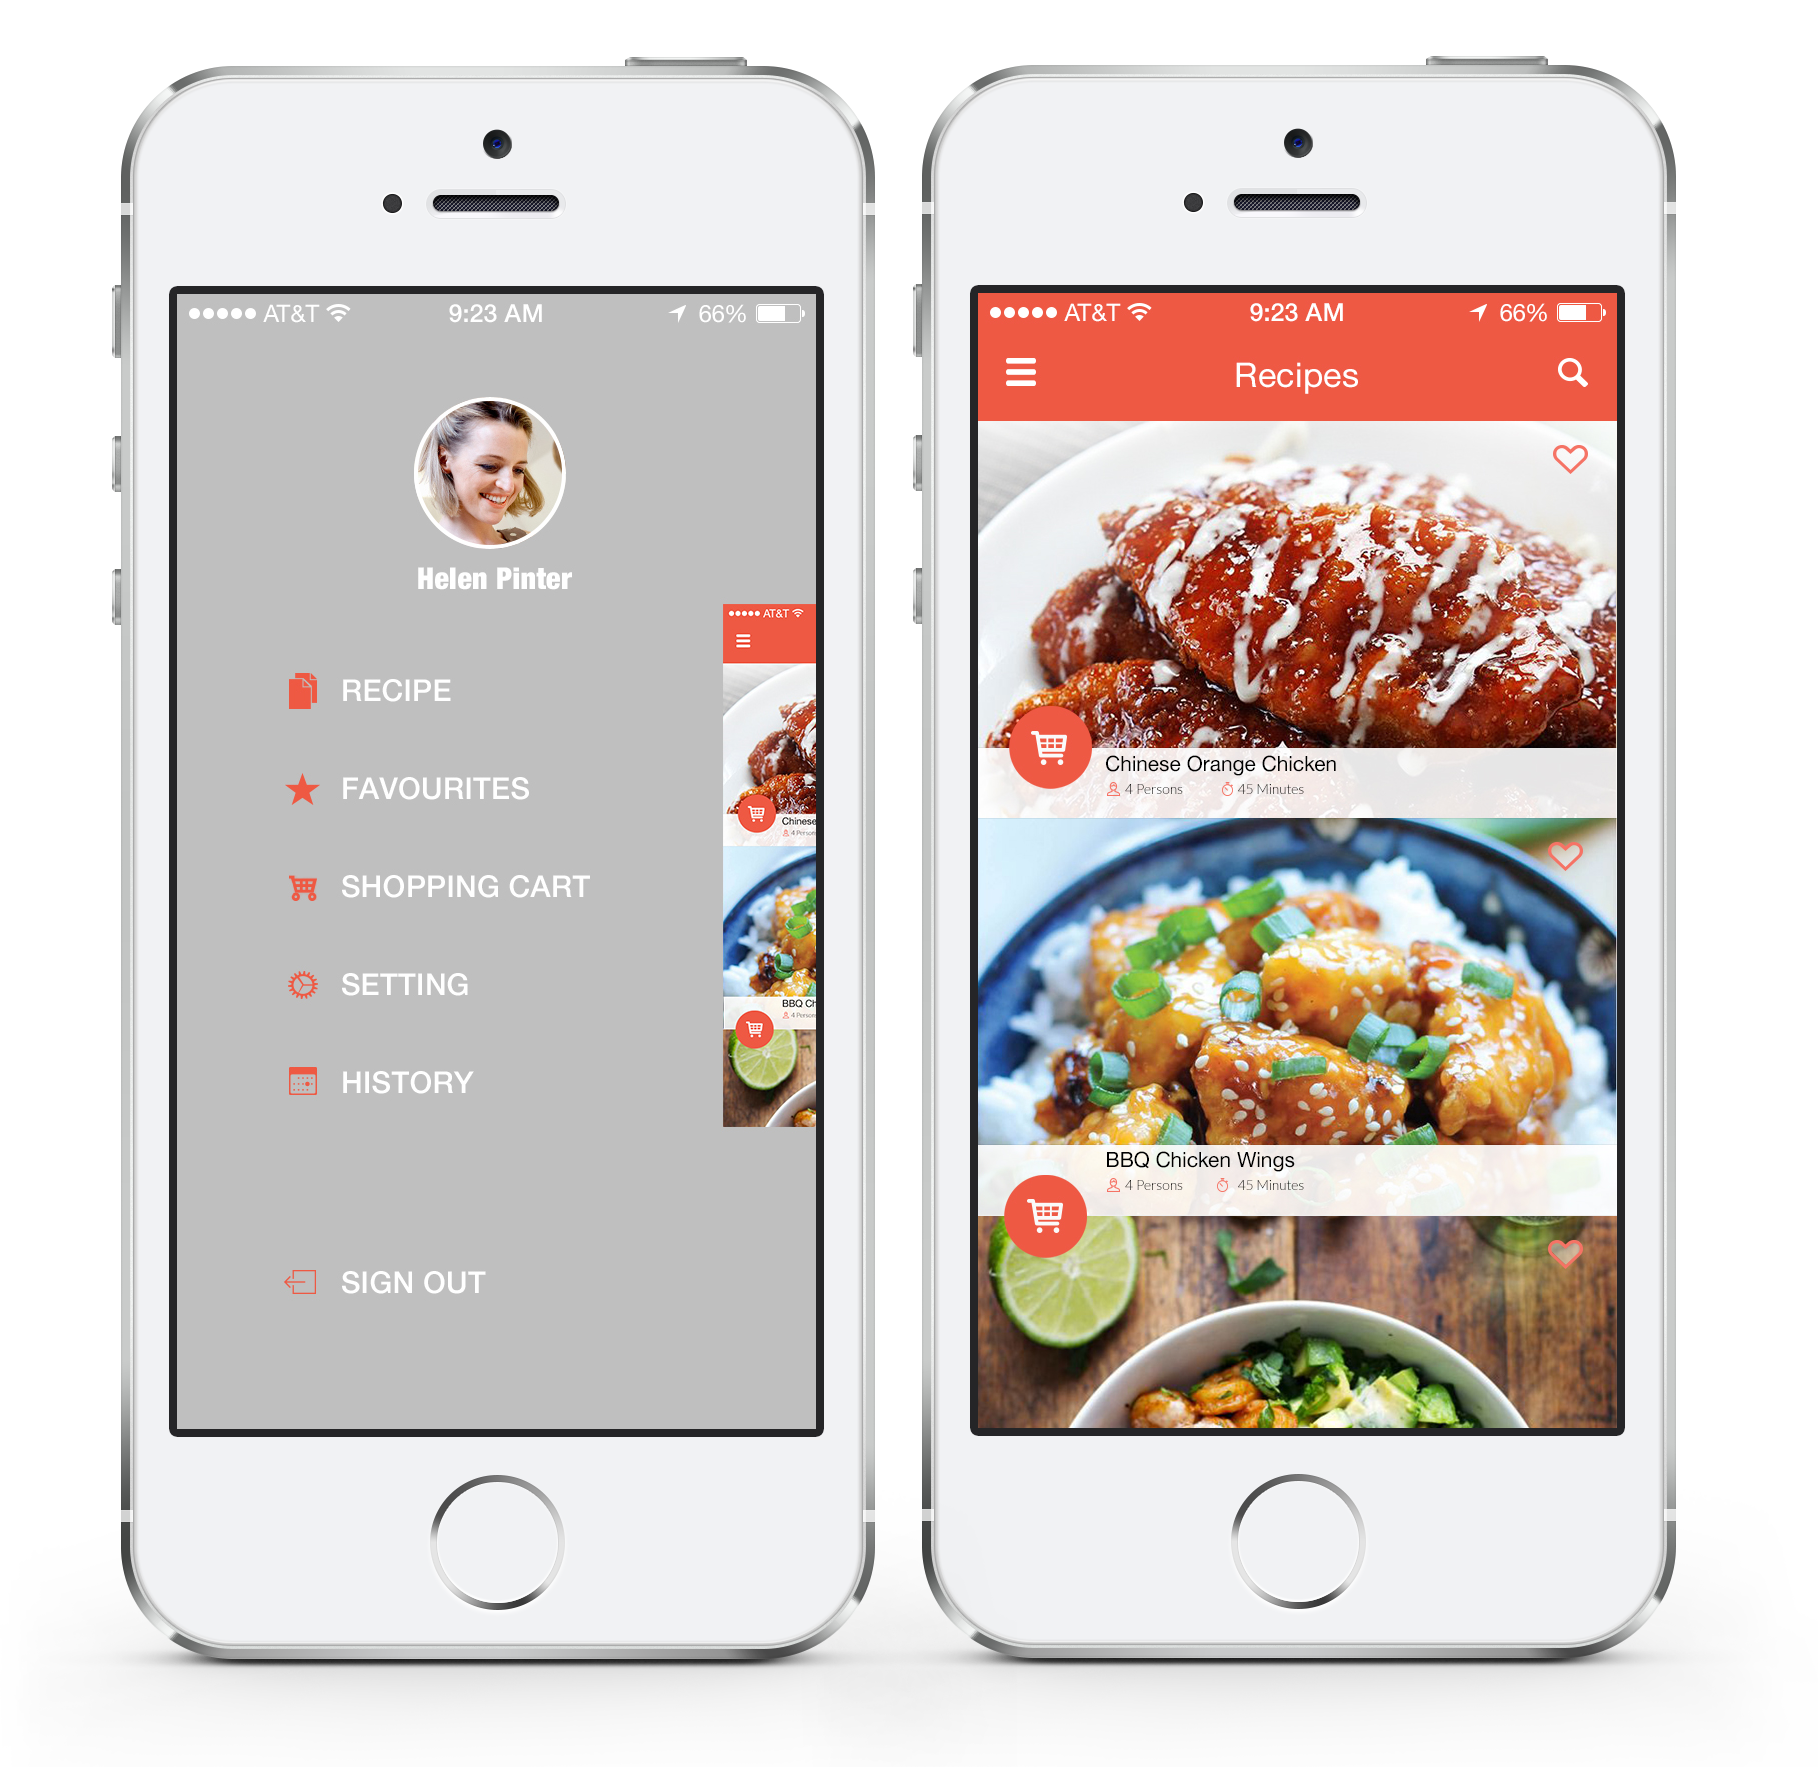 AT&T 9:23 AM 66%
Helen Pinter
RECIPE
FAVOURITES
SHOPPING CART
SETTING
HISTORY
SIGN OUT
AT&T
Chinese
4 Person
BBQ Ch
4 Person
AT&T 9:23 AM 66%
Recipes
Chinese Orange Chicken
4 Persons 45 Minutes
BBQ Chicken Wings
4 Persons 45 Minutes